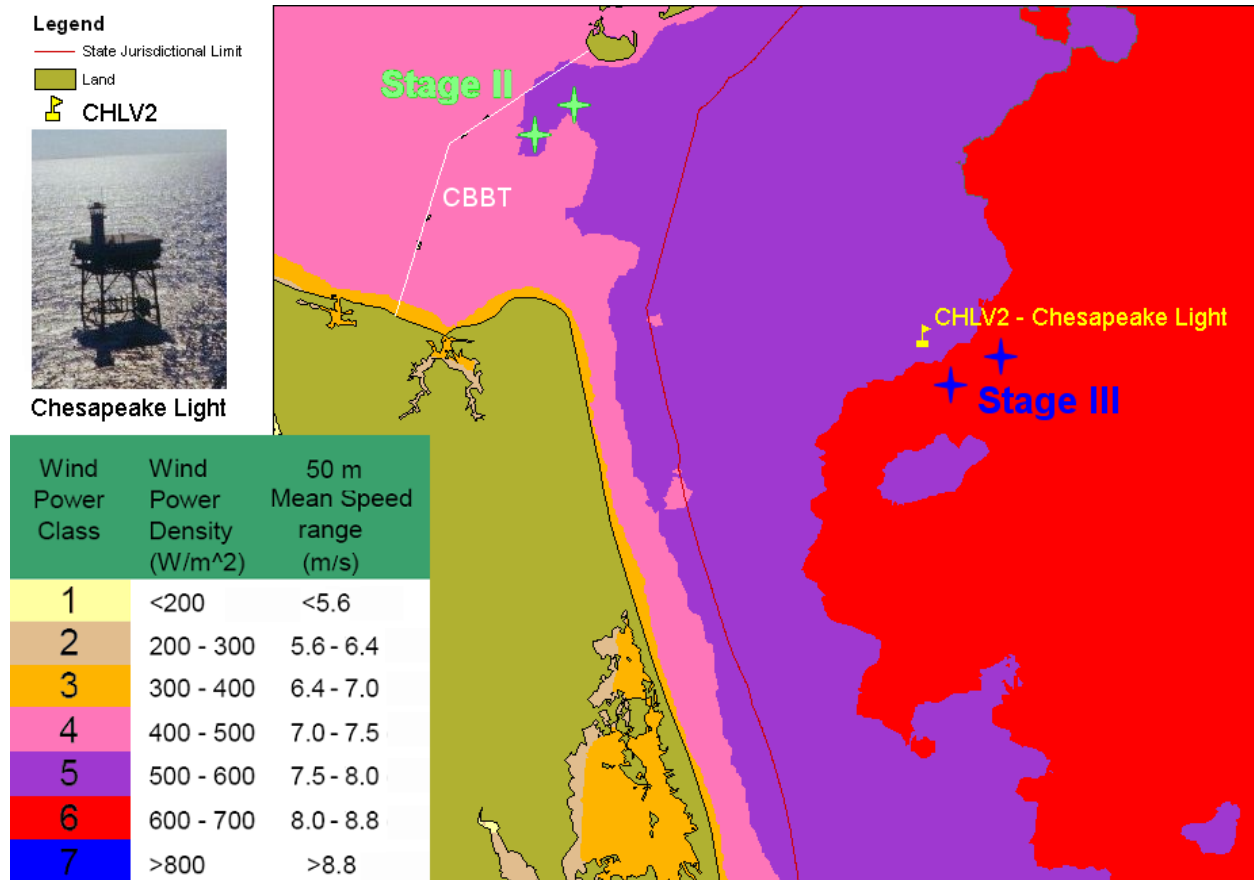 Legend
State Jurisdictional Limit
Land
CHLV2
Chesapeake Light
Stage II
CBBT
CHLV2 - Chesapeake Light
Stage III
Wind Power Class
Wind Power Density (W/m^2)
50 m Mean Speed range (m/s)
1 <200 <5.6
2 200 - 300 5.6 - 6.4
3 300 - 400 6.4 - 7.0
4 400 - 500 7.0 - 7.5
5 500 - 600 7.5 - 8.0
6 600 - 700 8.0 - 8.8
7 >800 >8.8